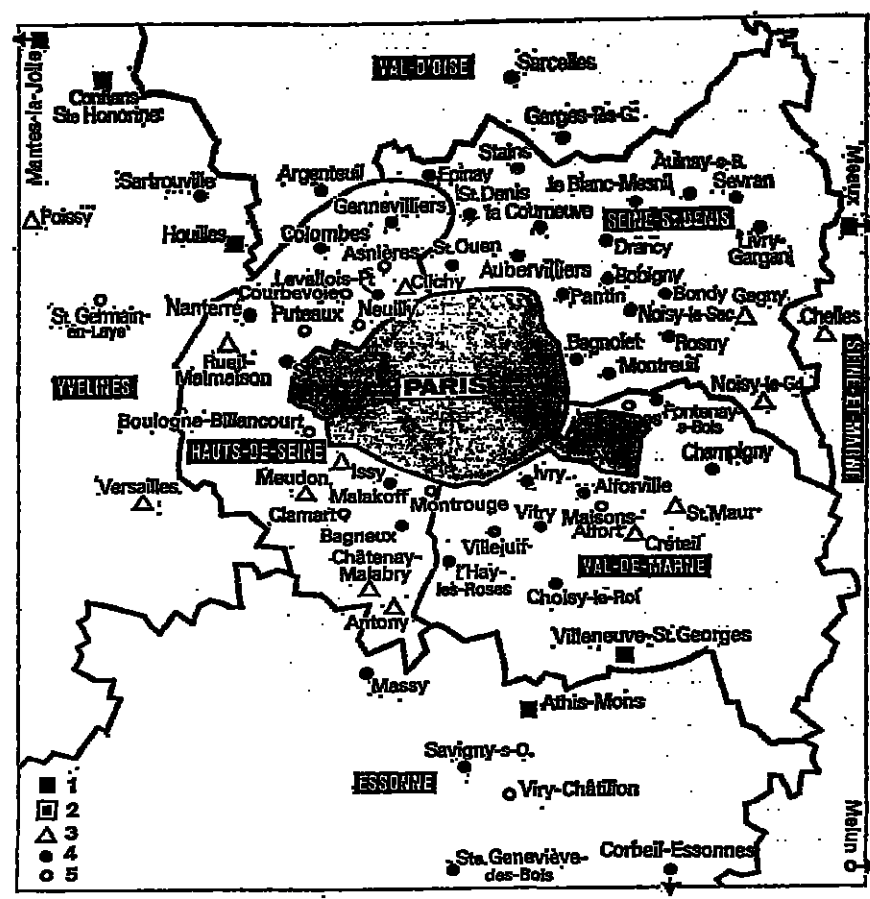 VAL-D'OISE
Sarcelles
Mantes-la-Jolie
Conflans-
Ste Honorine
Garges-lès-G.
Stains
Aulnay-s-B.
Meaux
Argenteuil
Epinay
Sartrouville
le Blanc-Mesnil
Sevran
St.Denis
Gennevilliers
la Courneuve
SEINE-St-DENIS
Poissy
Houilles
Colombes
Drancy
Livry-
Gargan
Asnières
St.Ouen
Aubervilliers
Bobigny
Levallois-P.
Clichy
Courbevoie
Pantin
Bondy
Gagny
St.Germain-
en-Laye
Nanterre
Puteaux
Neuilly
Noisy-le-Sec
Chelles
Bagnolet
Rosny
Rueil-
Malmaison
Montreuil
YVELINES
PARIS
Noisy-le-Gd
SEINE-ET-MARNE
Fontenay-
s-Bois
Boulogne-Billancourt
HAUTS-DE-SEINE
Champigny
Versailles
Meudon
Issy
Ivry
Alforville
Malakoff
Montrouge
Clamart
Vitry
Maisons-
Alfort
St.Maur
Bagneux
Villejuif
Créteil
Châtenay-
Malabry
l'Hay-
les-Roses
VAL-DE-MARNE
Choisy-le-Roi
Antony
Villeneuve-St.Georges
Massy
Athis-Mons
Savigny-s-O.
ESSONNE
Viry-Châtillon
Melun
Ste.Geneviève-
des-Bois
Corbeil-Essonnes
1
2
3
4
5